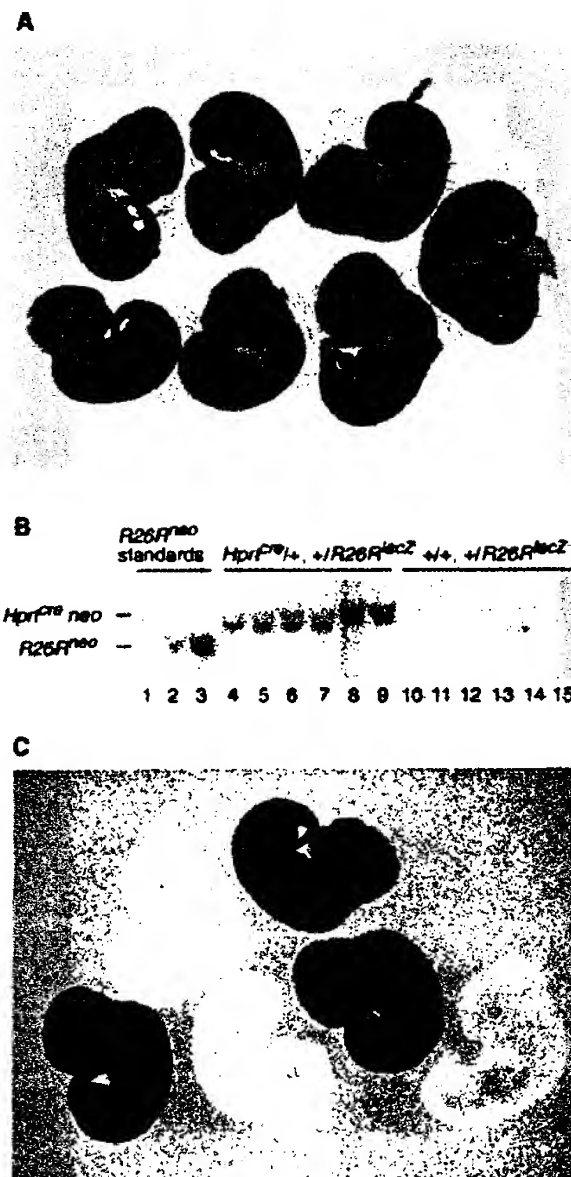 A
B
R26R^neo
standards
Hprt^cre/+, +/R26R^lacZ
+/+, +/R26R^lacZ
Hprt^cre neo
R26R^neo
1 2 3 4 5 6 7 8 9 10 11 12 13 14 15
C